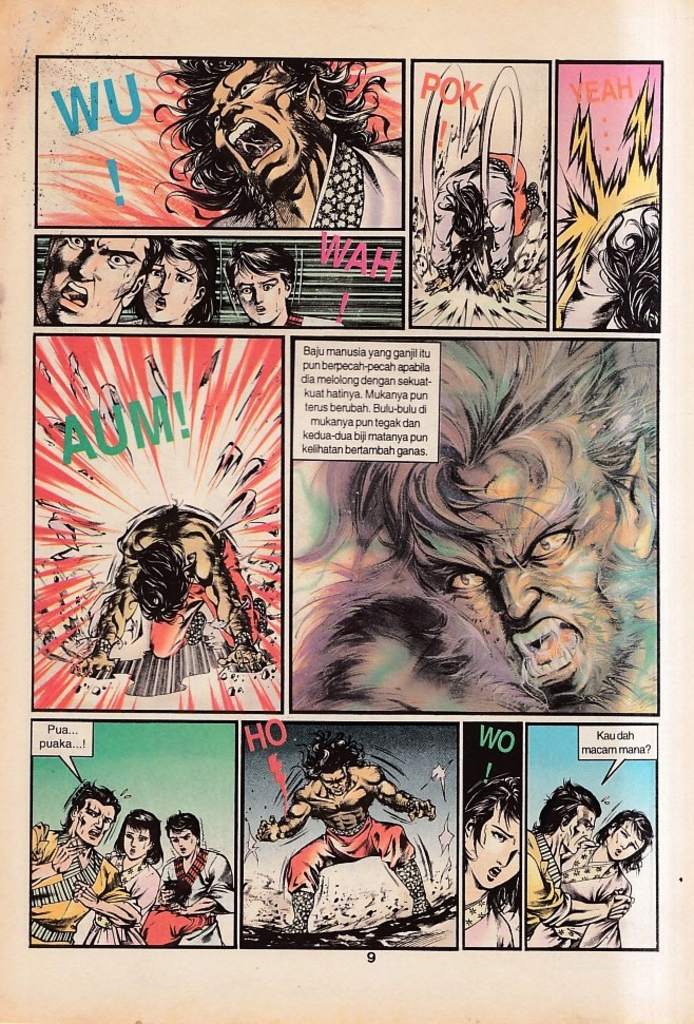 WU
!
POK
!
YEAH
...
WAH
!
AUM!
Baju manusia yang ganjil itu
pun berpecah-pecah apabila
dia melolong dengan sekuat-
kuat hatinya. Mukanya pun
terus berubah. Bulu-bulu di
mukanya pun tegak dan
kedua-dua biji matanya pun
kelihatan bertambah ganas.
Pua...
puaka...!
HO
!
WO
!
Kau dah
macam mana?
9